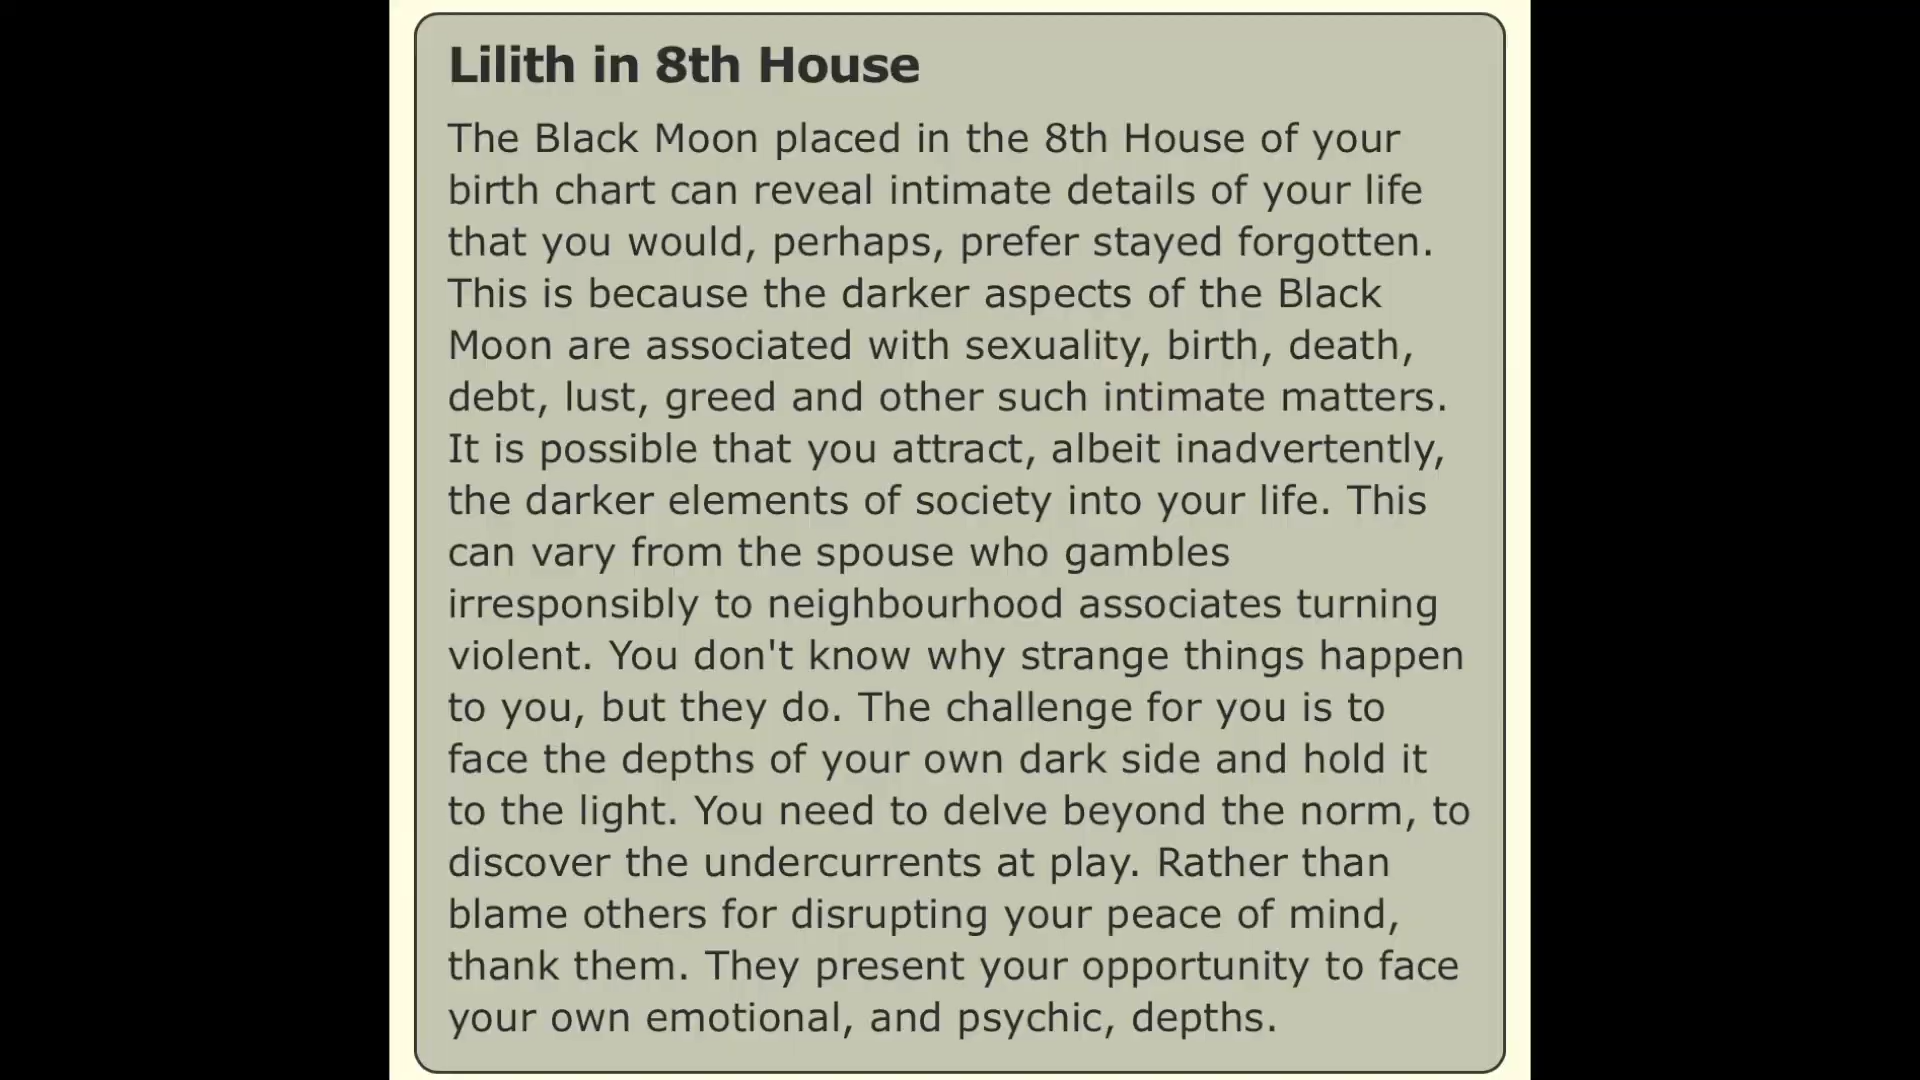 Lilith in 8th House
The Black Moon placed in the 8th House of your
birth chart can reveal intimate details of your life
that you would, perhaps, prefer stayed forgotten.
This is because the darker aspects of the Black
Moon are associated with sexuality, birth, death,
debt, lust, greed and other such intimate matters.
It is possible that you attract, albeit inadvertently,
the darker elements of society into your life. This
can vary from the spouse who gambles
irresponsibly to neighbourhood associates turning
violent. You don't know why strange things happen
to you, but they do. The challenge for you is to
face the depths of your own dark side and hold it
to the light. You need to delve beyond the norm, to
discover the undercurrents at play. Rather than
blame others for disrupting your peace of mind,
thank them. They present your opportunity to face
your own emotional, and psychic, depths.